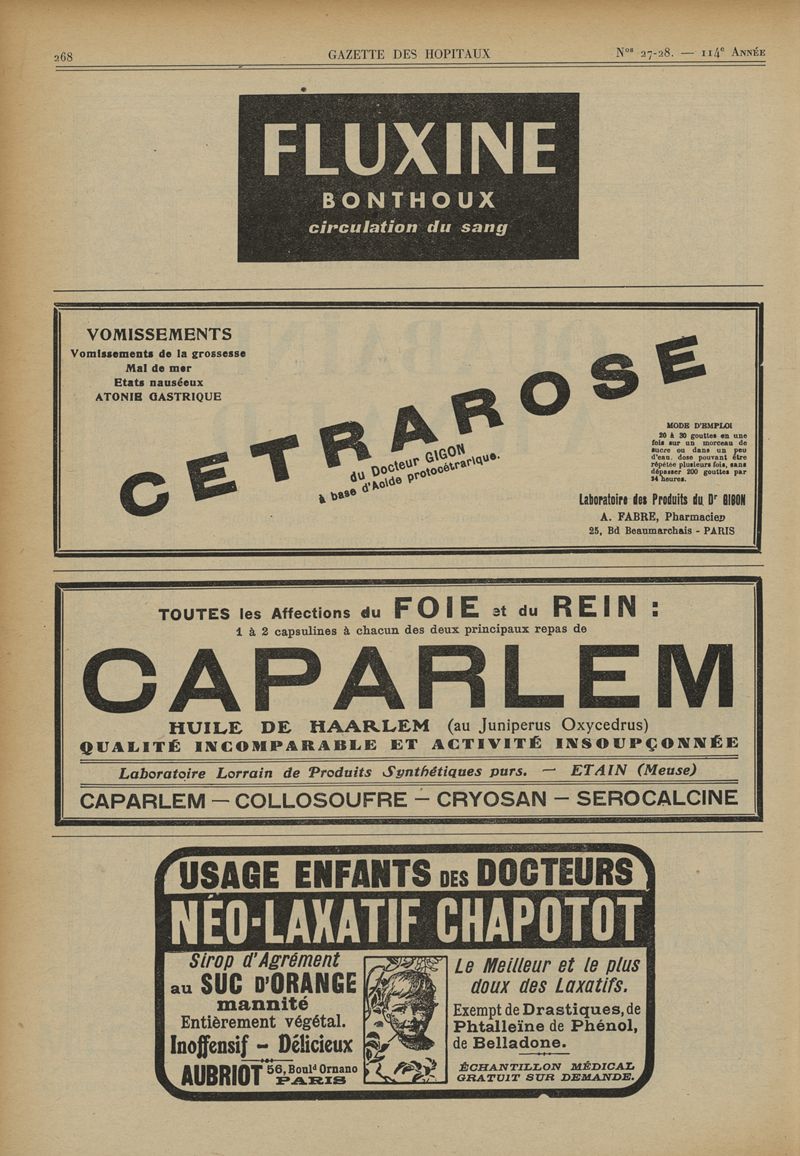 268
GAZETTE DES HOPITAUX
Nos 27-28. — 114e ANNÉE
FLUXINE
BONTHOUX
circulation du sang
VOMISSEMENTS
Vomissements de la grossesse
Mal de mer
Etats nauséeux
ATONIE GASTRIQUE
CETRAROSE
du Docteur GIGON
à base d'Acide protocétrarique.
MODE D'EMPLOI
20 à 30 gouttes en une
fois sur un morceau de
sucre ou dans un peu
d'eau. dose pouvant être
répétée plusieurs fois, sans
dépasser 200 gouttes par
24 heures.
Laboratoire des Produits du Dr GIGON
A. FABRE, Pharmacien
25, Bd Beaumarchais - PARIS
TOUTES les Affections du FOIE et du REIN :
1 à 2 capsulines à chacun des deux principaux repas de
CAPARLEM
HUILE DE HAARLEM (au Juniperus Oxycedrus)
QUALITÉ INCOMPARABLE ET ACTIVITÉ INSOUPÇONNÉE
Laboratoire Lorrain de Produits Synthétiques purs. — ETAIN (Meuse)
CAPARLEM — COLLOSOUFRE — CRYOSAN — SEROCALCINE
USAGE ENFANTS DES DOCTEURS
NÉO-LAXATIF CHAPOTOT
Sirop d'Agrément
au SUC D'ORANGE
mannité
Entièrement végétal.
Inoffensif - Délicieux
AUBRIOT 56, Bould Ornano
PARIS
Le Meilleur et le plus
doux des Laxatifs.
Exempt de Drastiques, de
Phtalleïne de Phénol,
de Belladone.
ÉCHANTILLON MÉDICAL
GRATUIT SUR DEMANDE.